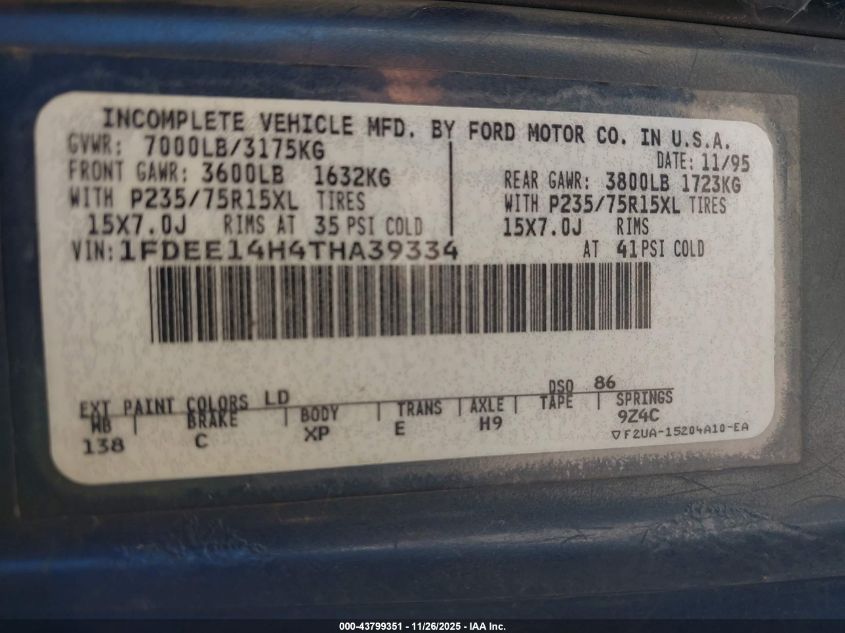 INCOMPLETE VEHICLE MFD. BY FORD MOTOR CO. IN U.S.A.
GVWR: 7000LB/3175KG
DATE: 11/95
FRONT GAWR: 3600LB 1632KG
REAR GAWR: 3800LB 1723KG
WITH P235/75R15XL TIRES
WITH P235/75R15XL TIRES
15X7.0J RIMS AT 35 PSI COLD
15X7.0J RIMS
VIN: 1FDEE14H4THA39334
AT 41PSI COLD
EXT PAINT COLORS LD
DSO 86
WB | BRAKE | BODY | TRANS | AXLE | TAPE | SPRINGS
138 C XP E H9 9Z4C
▽F2UA-15204A10-EA
000-43799351 - 11/26/2025 - IAA Inc.